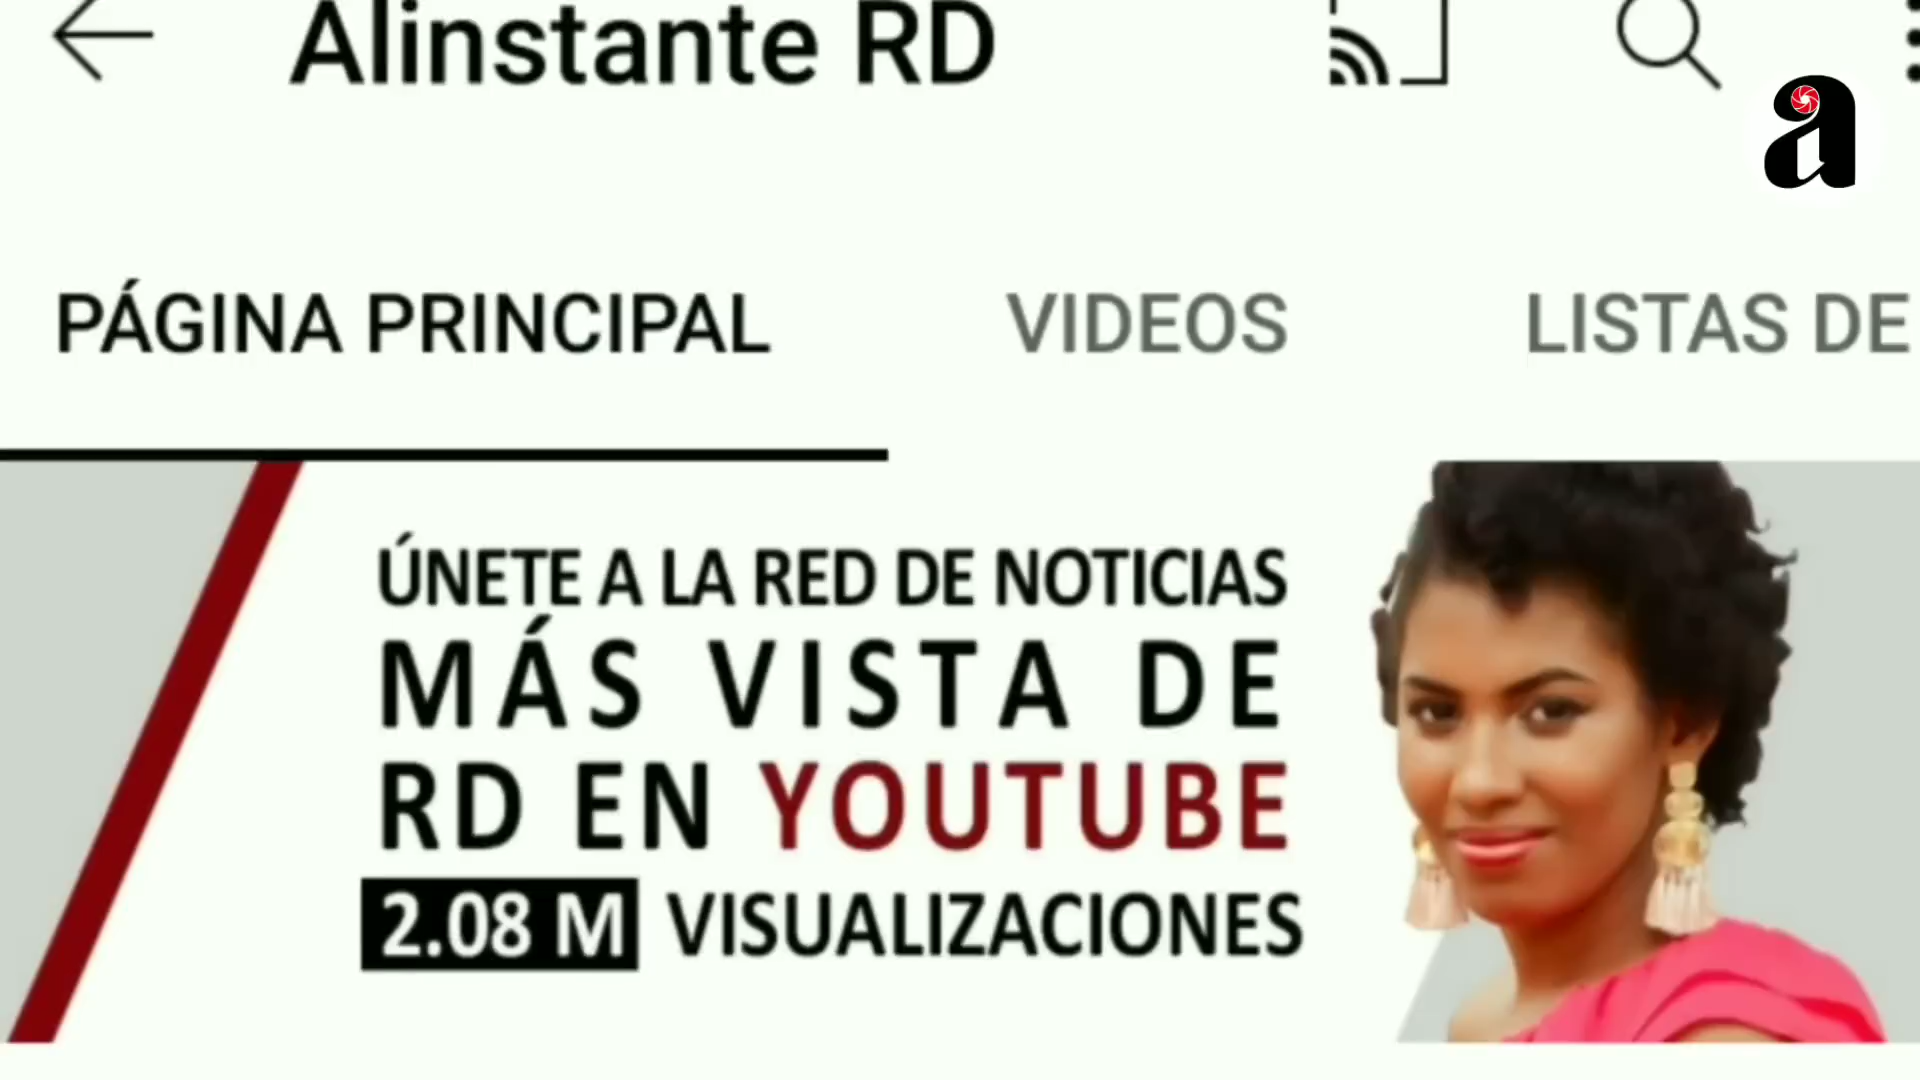 Alinstante RD
a
PÁGINA PRINCIPAL VIDEOS LISTAS DE
ÚNETE A LA RED DE NOTICIAS
MÁS VISTA DE
RD EN YOUTUBE
2.08 M VISUALIZACIONES